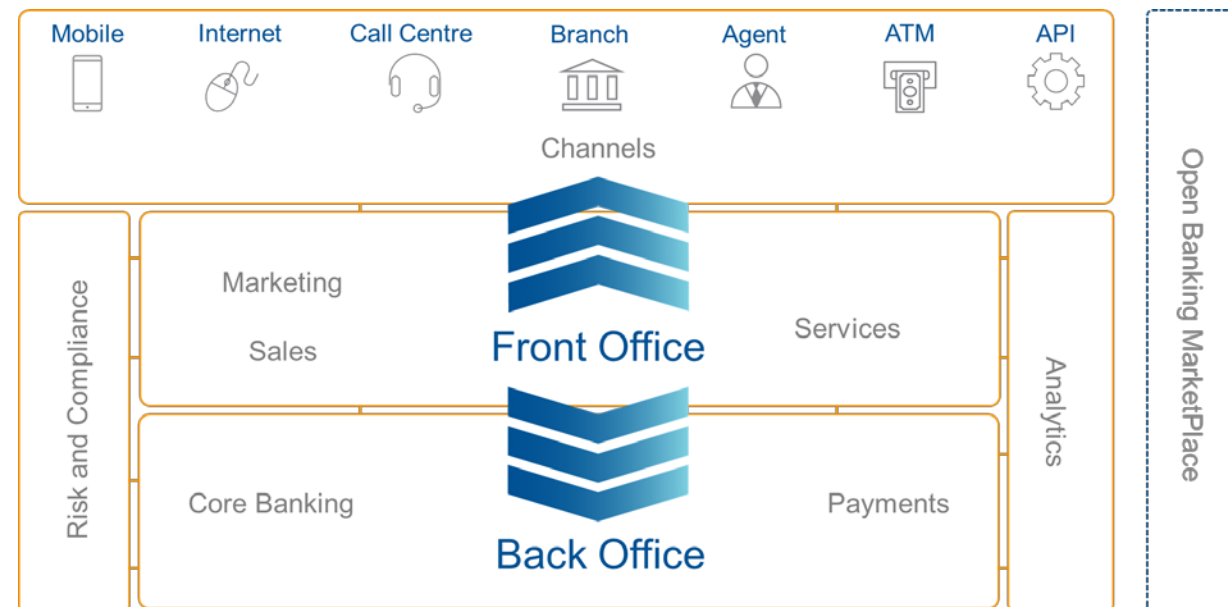 Mobile
Internet
Call Centre
Branch
Agent
ATM
API
Channels
Risk and Compliance
Marketing
Sales
Front Office
Services
Core Banking
Payments
Back Office
Analytics
Open Banking MarketPlace